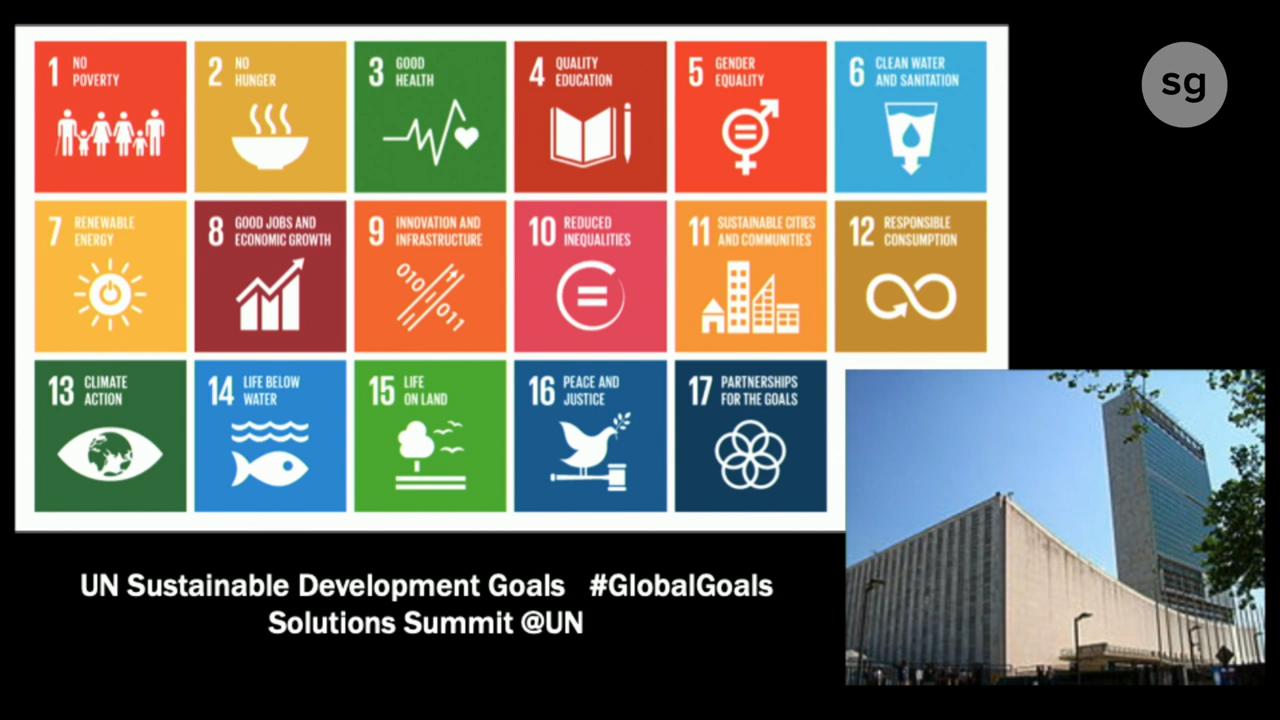 1 NO
POVERTY
2 NO
HUNGER
3 GOOD
HEALTH
4 QUALITY
EDUCATION
5 GENDER
EQUALITY
6 CLEAN WATER
AND SANITATION
7 RENEWABLE
ENERGY
8 GOOD JOBS AND
ECONOMIC GROWTH
9 INNOVATION AND
INFRASTRUCTURE
010
011
10 REDUCED
INEQUALITIES
11 SUSTAINABLE CITIES
AND COMMUNITIES
12 RESPONSIBLE
CONSUMPTION
13 CLIMATE
ACTION
14 LIFE BELOW
WATER
15 LIFE
ON LAND
16 PEACE AND
JUSTICE
17 PARTNERSHIPS
FOR THE GOALS
sg
UN Sustainable Development Goals #GlobalGoals
Solutions Summit @UN